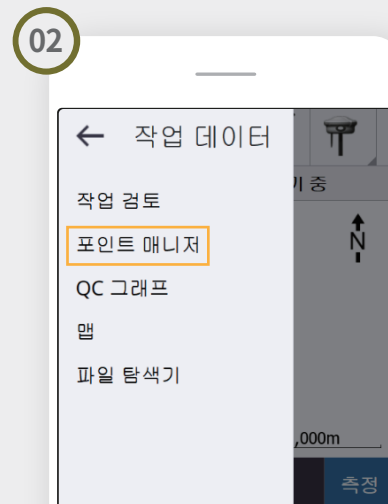 02
← 작업 데이터
작업 검토
기 중
포인트 매니저
N
QC 그래프
맵
파일 탐색기
,000m
측정